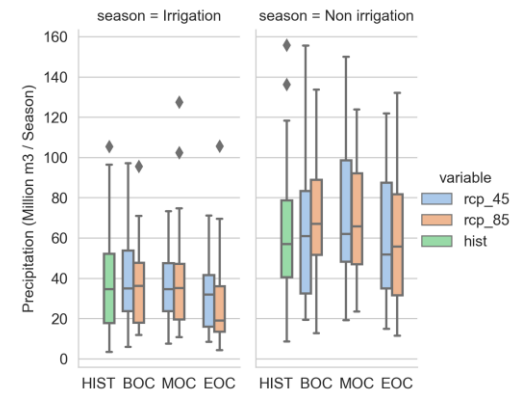 season = Irrigation
season = Non irrigation
Precipitation (Million m3 / Season)
160
140
120
100
80
60
40
20
0
HIST BOC MOC EOC
HIST BOC MOC EOC
variable
rcp_45
rcp_85
hist